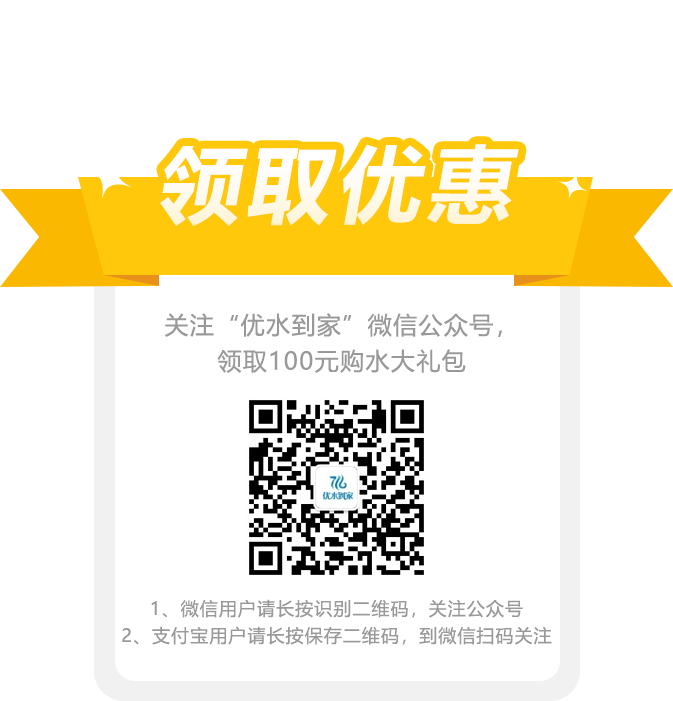 领取优惠
关注“优水到家”微信公众号，
领取100元购水大礼包
优水到家
1、微信用户请长按识别二维码，关注公众号
2、支付宝用户请长按保存二维码，到微信扫码关注